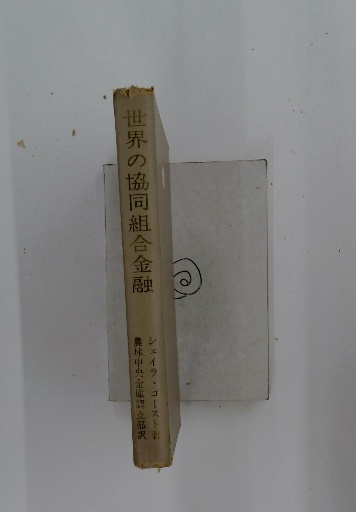 世界の協同組合金融
シェイラ・ゴースト著
農林中央金庫調査部訳